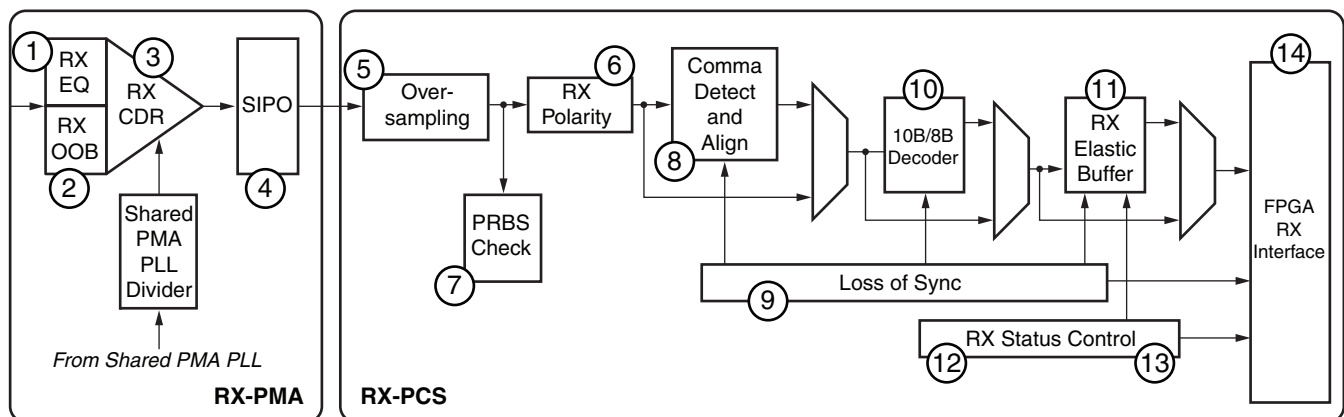 1
RX
EQ
RX
OOB
2
3
RX
CDR
SIPO
4
Shared
PMA
PLL
Divider
From Shared PMA PLL
RX-PMA
5
Over-
sampling
6
RX
Polarity
PRBS
Check
7
Comma
Detect
and
Align
8
10
10B/8B
Decoder
11
RX
Elastic
Buffer
Loss of Sync
9
RX Status Control
12
13
14
FPGA
RX
Interface
RX-PCS